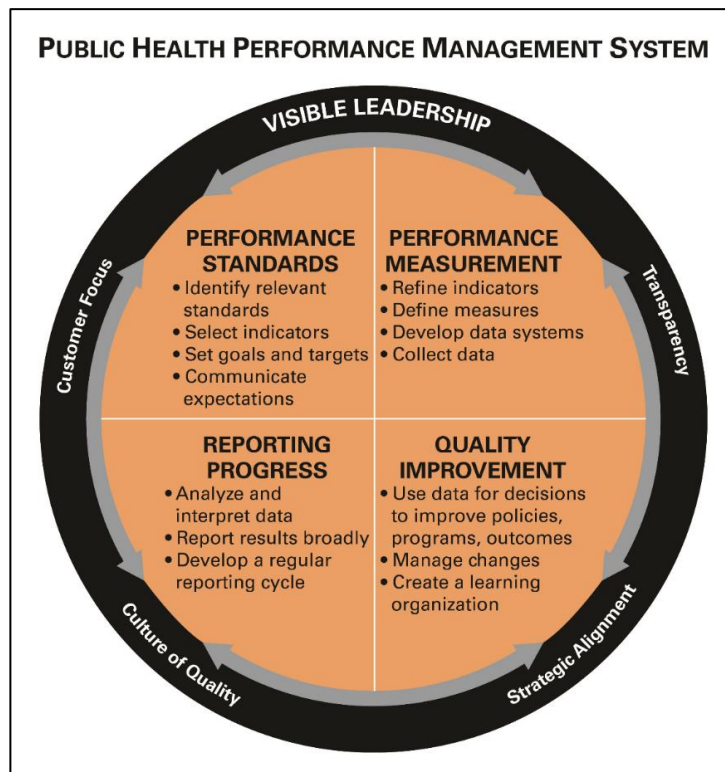 PUBLIC HEALTH PERFORMANCE MANAGEMENT SYSTEM
VISIBLE LEADERSHIP
Customer Focus
Transparency
PERFORMANCE
STANDARDS
• Identify relevant
standards
• Select indicators
• Set goals and targets
• Communicate
expectations
PERFORMANCE
MEASUREMENT
• Refine indicators
• Define measures
• Develop data systems
• Collect data
REPORTING
PROGRESS
• Analyze and
interpret data
• Report results broadly
• Develop a regular
reporting cycle
QUALITY
IMPROVEMENT
• Use data for decisions
to improve policies,
programs, outcomes
• Manage changes
• Create a learning
organization
Culture of Quality
Strategic Alignment